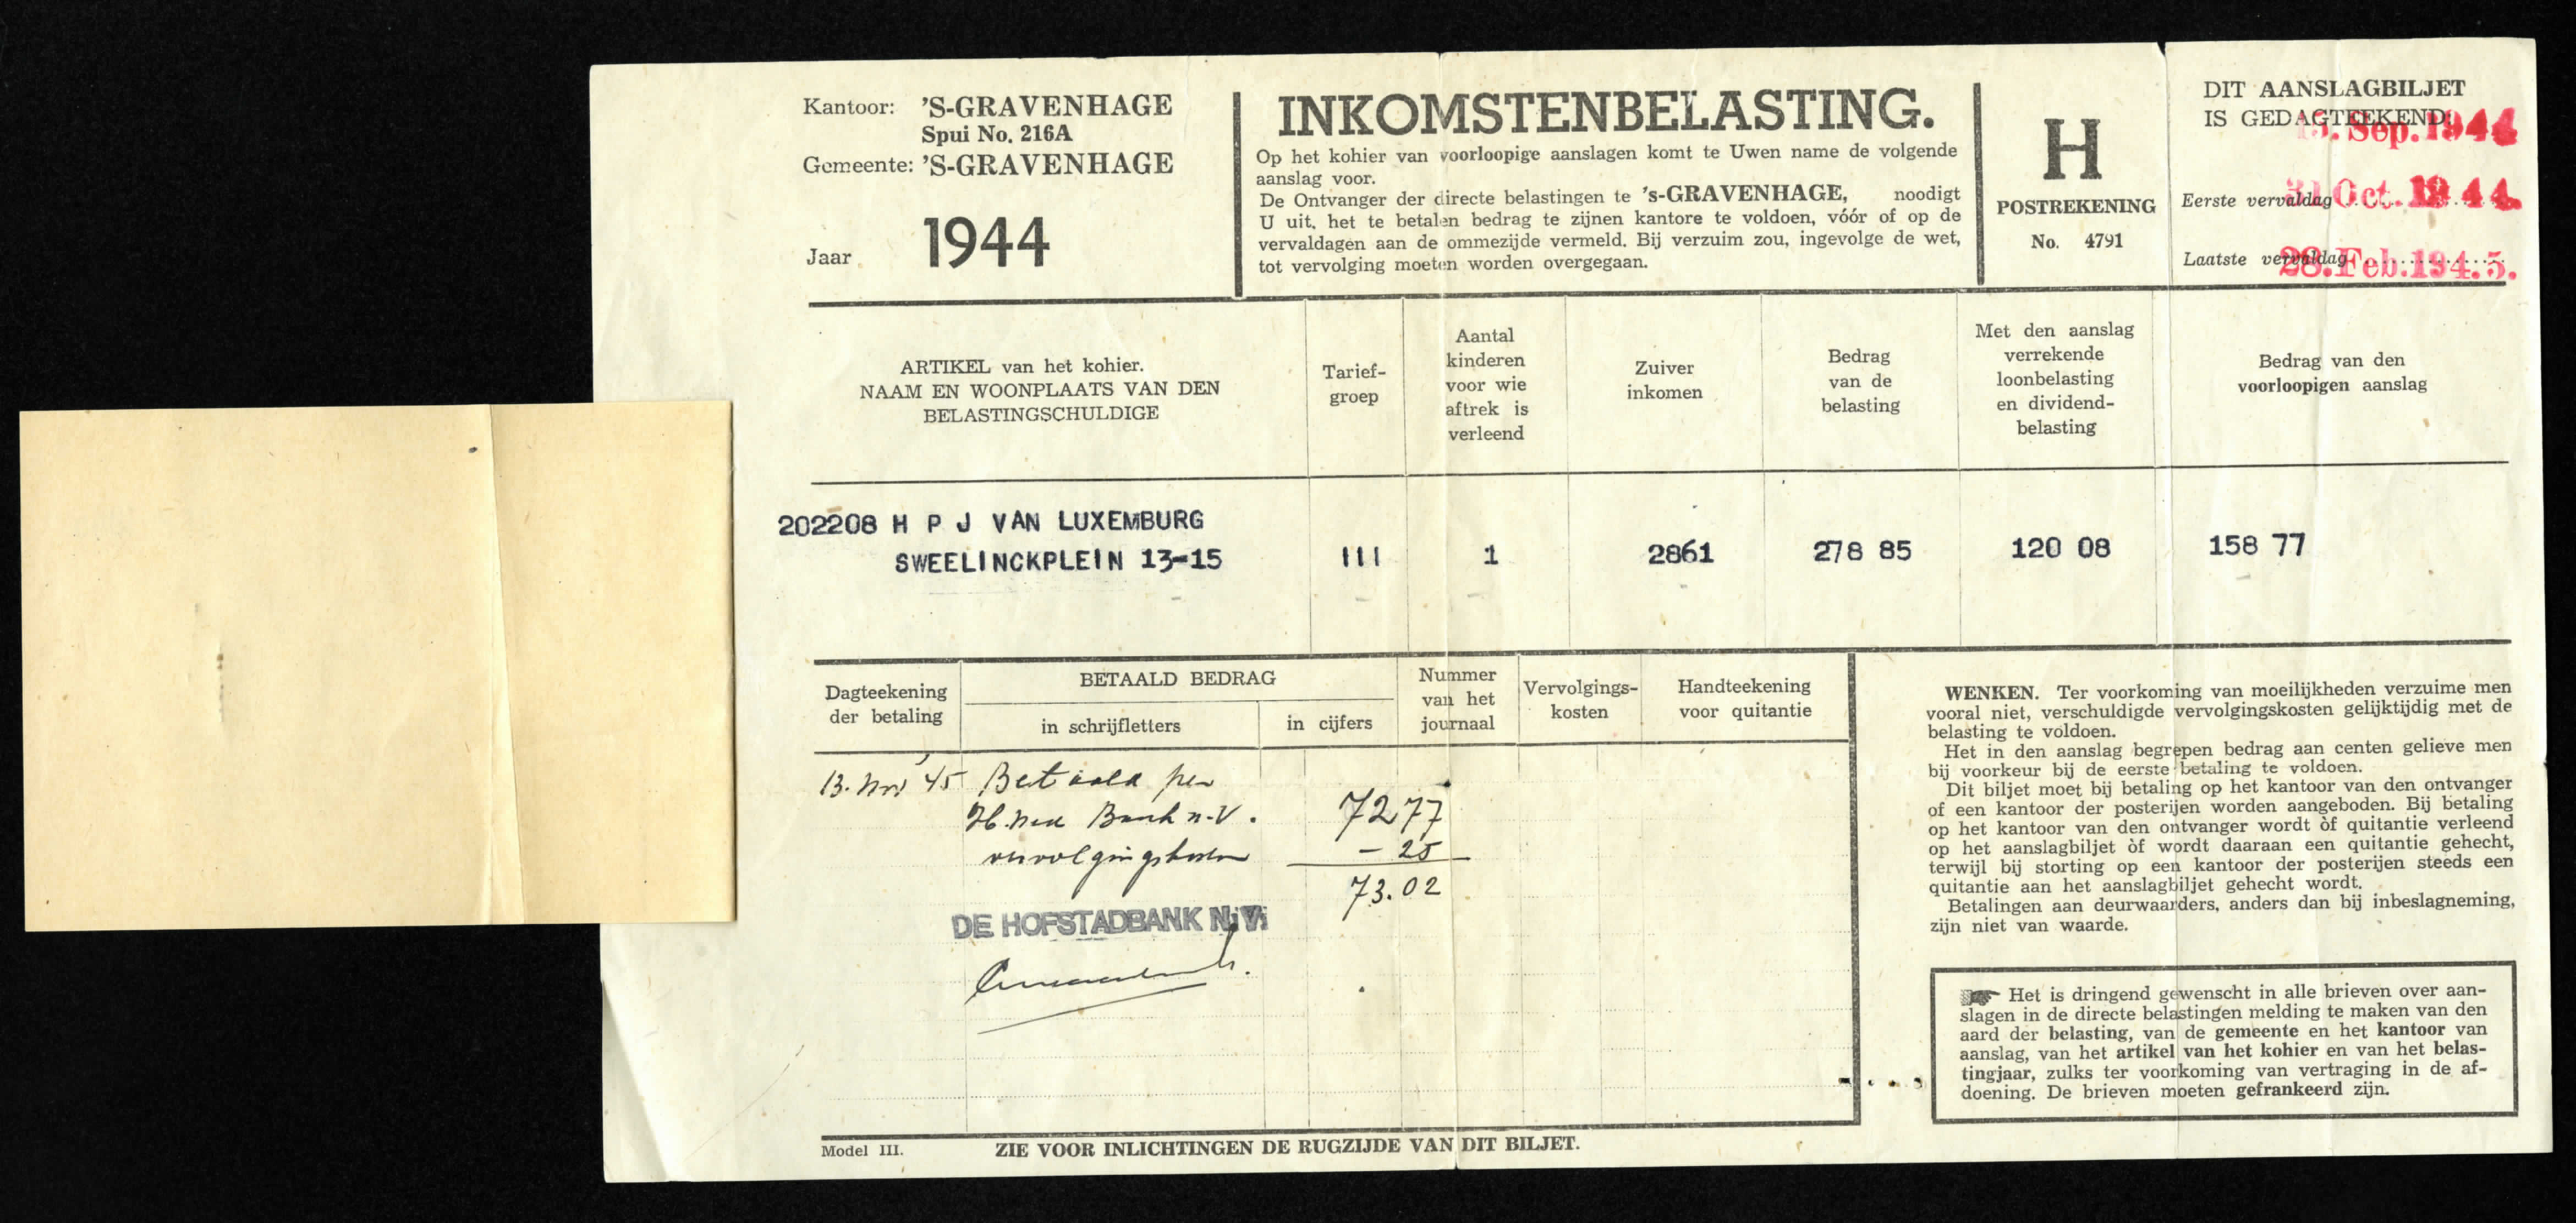 Kantoor: 'S-GRAVENHAGE
Spui No. 216A
Gemeente: 'S-GRAVENHAGE
Jaar 1944
INKOMSTENBELASTING.
Op het kohier van voorloopige aanslagen komt te Uwen name de volgende
aanslag voor.
De Ontvanger der directe belastingen te 's-GRAVENHAGE, noodigt
U uit, het te betalen bedrag te zijnen kantore te voldoen, vóór of op de
vervaldagen aan de ommezijde vermeld. Bij verzuim zou, ingevolge de wet,
tot vervolging moeten worden overgegaan.
H
POSTREKENING
No. 4791
DIT AANSLAGBILJET
IS GEDAGTEEKEND:
Sep. 1944
Eerste vervaldag Oct. 1944.
Laatste vervaldag 28. Feb. 1945.
ARTIKEL van het kohier.
NAAM EN WOONPLAATS VAN DEN
BELASTINGSCHULDIGE
Tarief-
groep
Aantal
kinderen
voor wie
aftrek is
verleend
Zuiver
inkomen
Bedrag
van de
belasting
Met den aanslag
verrekende
loonbelasting
en dividend-
belasting
Bedrag van den
voorloopigen aanslag
202208 H P J VAN LUXEMBURG
SWEELINCKPLEIN 13-15 III 1 2861 278 85 120 08 158 77
Dagteekening
der betaling
BETAALD BEDRAG
in schrijfletters
in cijfers
Nummer
van het
journaal
Vervolgings-
kosten
Handteekening
voor quitantie
13. Nov '45 Betaald per
Bank n.V. 72 77
vervolgingskosten - 25
73.02
DE HOFSTADBANK N.V.
WENKEN. Ter voorkoming van moeilijkheden verzuime men
vooral niet, verschuldigde vervolgingskosten gelijktijdig met de
belasting te voldoen.
Het in den aanslag begrepen bedrag aan centen gelieve men
bij voorkeur bij de eerste betaling te voldoen.
Dit biljet moet bij betaling op het kantoor van den ontvanger
of een kantoor der posterijen worden aangeboden. Bij betaling
op het kantoor van den ontvanger wordt òf quitantie verleend
op het aanslagbiljet òf wordt daaraan een quitantie gehecht,
terwijl bij storting op een kantoor der posterijen steeds een
quitantie aan het aanslagbiljet gehecht wordt.
Betalingen aan deurwaarders, anders dan bij inbeslagneming,
zijn niet van waarde.
Het is dringend gewenscht in alle brieven over aan-
slagen in de directe belastingen melding te maken van den
aard der belasting, van de gemeente en het kantoor van
aanslag, van het artikel van het kohier en van het belas-
tingjaar, zulks ter voorkoming van vertraging in de af-
doening. De brieven moeten gefrankeerd zijn.
Model III.
ZIE VOOR INLICHTINGEN DE RUGZIJDE VAN DIT BILJET.